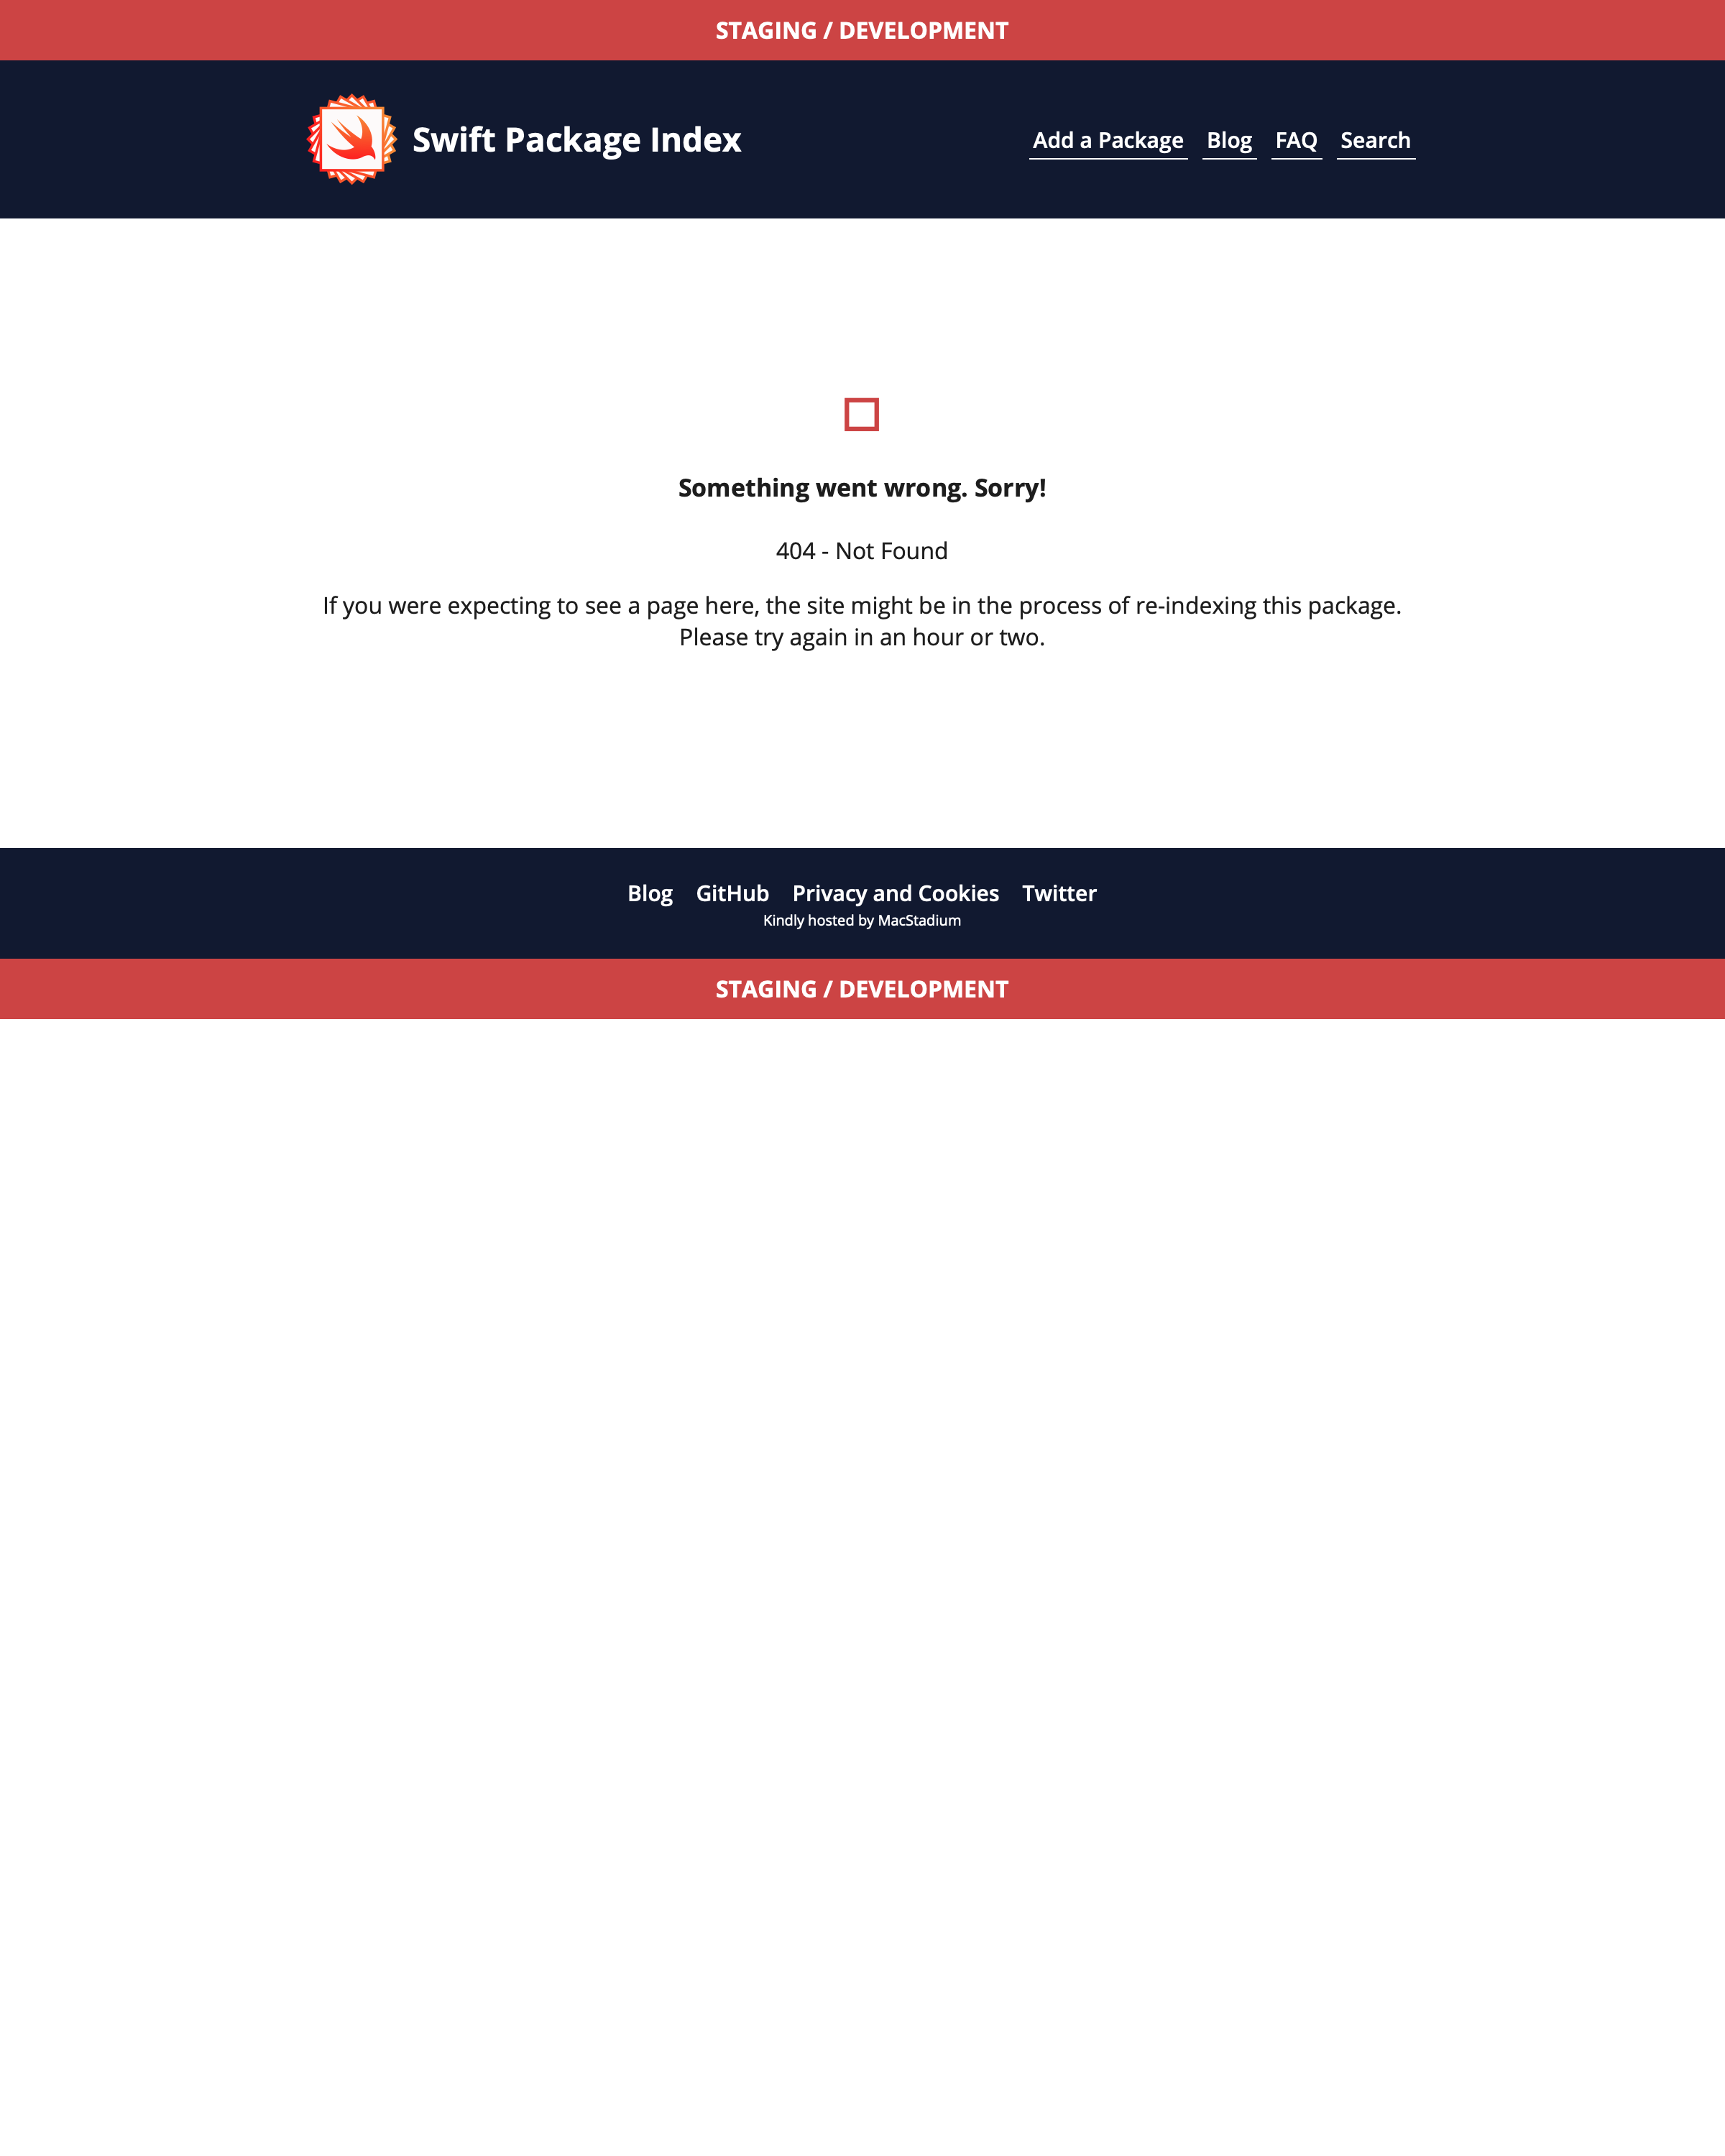 STAGING / DEVELOPMENT
Swift Package Index
Add a Package Blog FAQ Search
Something went wrong. Sorry!
404 - Not Found
If you were expecting to see a page here, the site might be in the process of re-indexing this package.
Please try again in an hour or two.
Blog GitHub Privacy and Cookies Twitter
Kindly hosted by MacStadium
STAGING / DEVELOPMENT